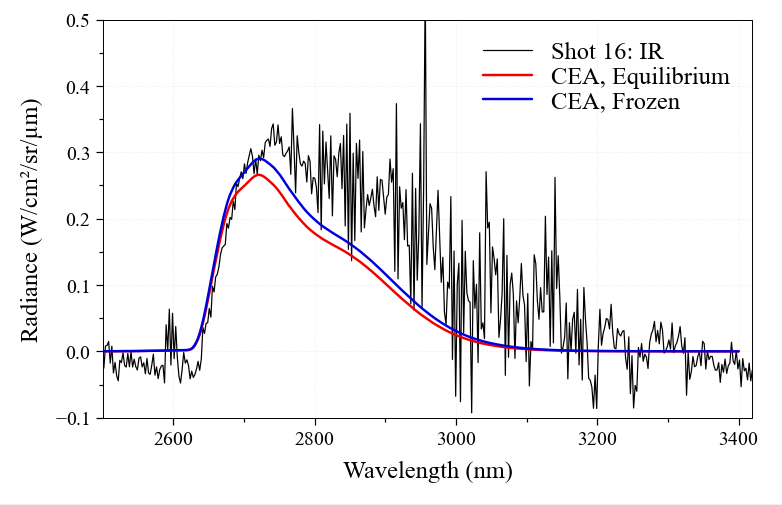 0.5
0.4
0.3
0.2
0.1
0.0
−0.1
Radiance (W/cm²/sr/μm)
Shot 16: IR
CEA, Equilibrium
CEA, Frozen
2600 2800 3000 3200 3400
Wavelength (nm)